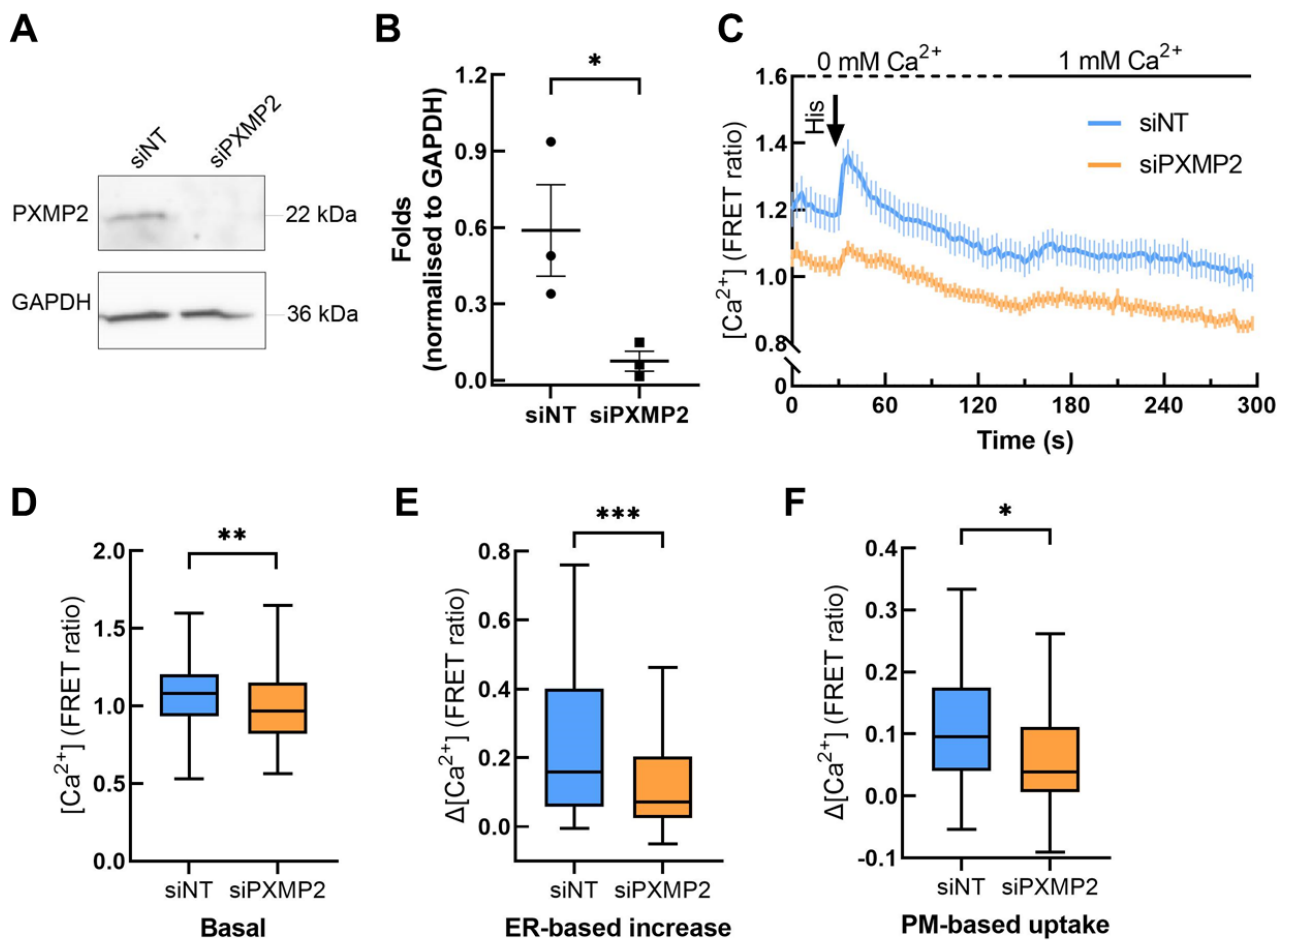 A
siNT
siPXMP2
PXMP2
22 kDa
GAPDH
36 kDa
B
Folds
(normalised to GAPDH)
1.2
0.9
0.6
0.3
0.0
*
siNT
siPXMP2
C
0 mM Ca²⁺
1 mM Ca²⁺
His
siNT
siPXMP2
[Ca²⁺] (FRET ratio)
1.6
1.4
1.2
1.0
0.8
0
0
60
120
180
240
300
Time (s)
D
**
[Ca²⁺] (FRET ratio)
2.0
1.5
1.0
0.5
0.0
siNT
siPXMP2
Basal
E
***
Δ[Ca²⁺] (FRET ratio)
0.8
0.6
0.4
0.2
0.0
siNT
siPXMP2
ER-based increase
F
*
Δ[Ca²⁺] (FRET ratio)
0.4
0.3
0.2
0.1
0.0
-0.1
siNT
siPXMP2
PM-based uptake